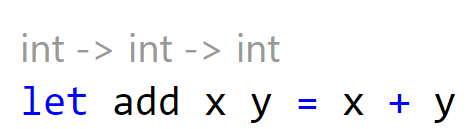 int -> int -> int
let add x y = x + y